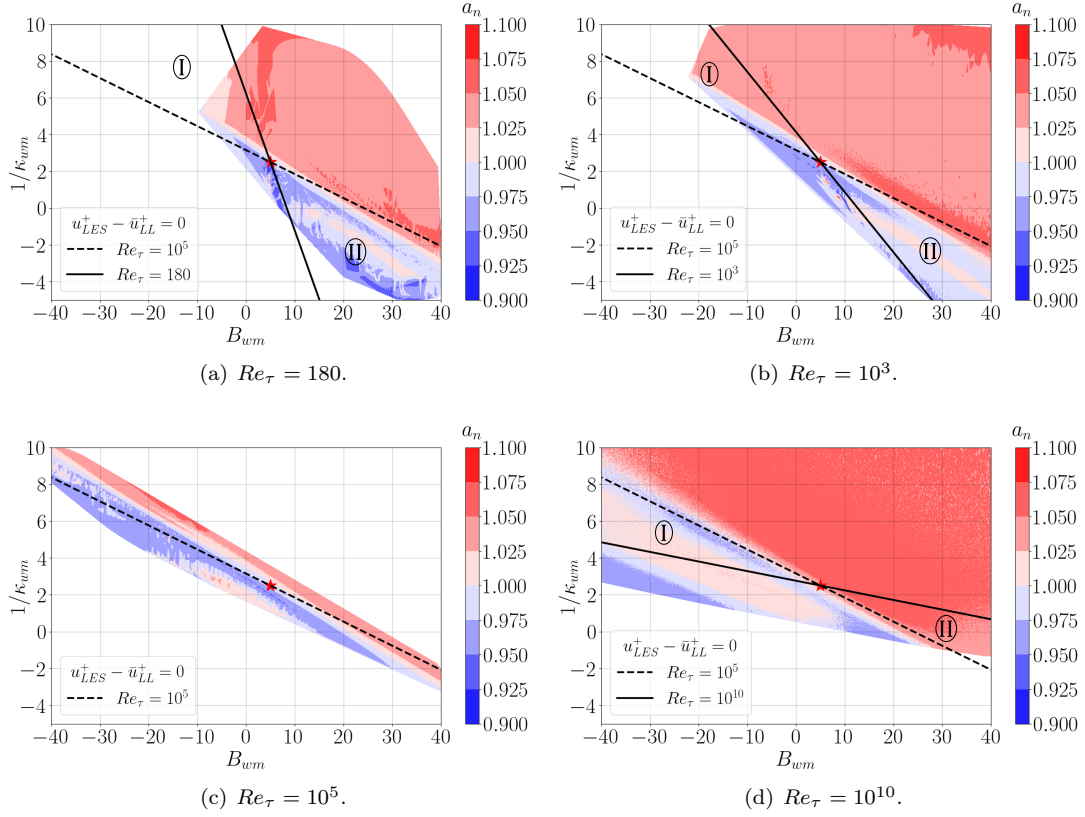 a_n
10
8
6
4
2
0
−2
−4
1/κ_wm
Ⓘ
Ⓘ Ⓘ
u⁺_LES − ū⁺_LL = 0
Re_τ = 10⁵
Re_τ = 180
−40 −30 −20 −10 0 10 20 30 40
B_wm
1.100
1.075
1.050
1.025
1.000
0.975
0.950
0.925
0.900
(a) Re_τ = 180.
a_n
10
8
6
4
2
0
−2
−4
1/κ_wm
I
II
u⁺_LES − ū⁺_LL = 0
Re_τ = 10⁵
Re_τ = 10³
−40 −30 −20 −10 0 10 20 30 40
B_wm
1.100
1.075
1.050
1.025
1.000
0.975
0.950
0.925
0.900
(b) Re_τ = 10³.
a_n
10
8
6
4
2
0
−2
−4
1/κ_wm
u⁺_LES − ū⁺_LL = 0
Re_τ = 10⁵
−40 −30 −20 −10 0 10 20 30 40
B_wm
1.100
1.075
1.050
1.025
1.000
0.975
0.950
0.925
0.900
(c) Re_τ = 10⁵.
a_n
10
8
6
4
2
0
−2
−4
1/κ_wm
I
II
u⁺_LES − ū⁺_LL = 0
Re_τ = 10⁵
Re_τ = 10¹⁰
−40 −30 −20 −10 0 10 20 30 40
B_wm
1.100
1.075
1.050
1.025
1.000
0.975
0.950
0.925
0.900
(d) Re_τ = 10¹⁰.